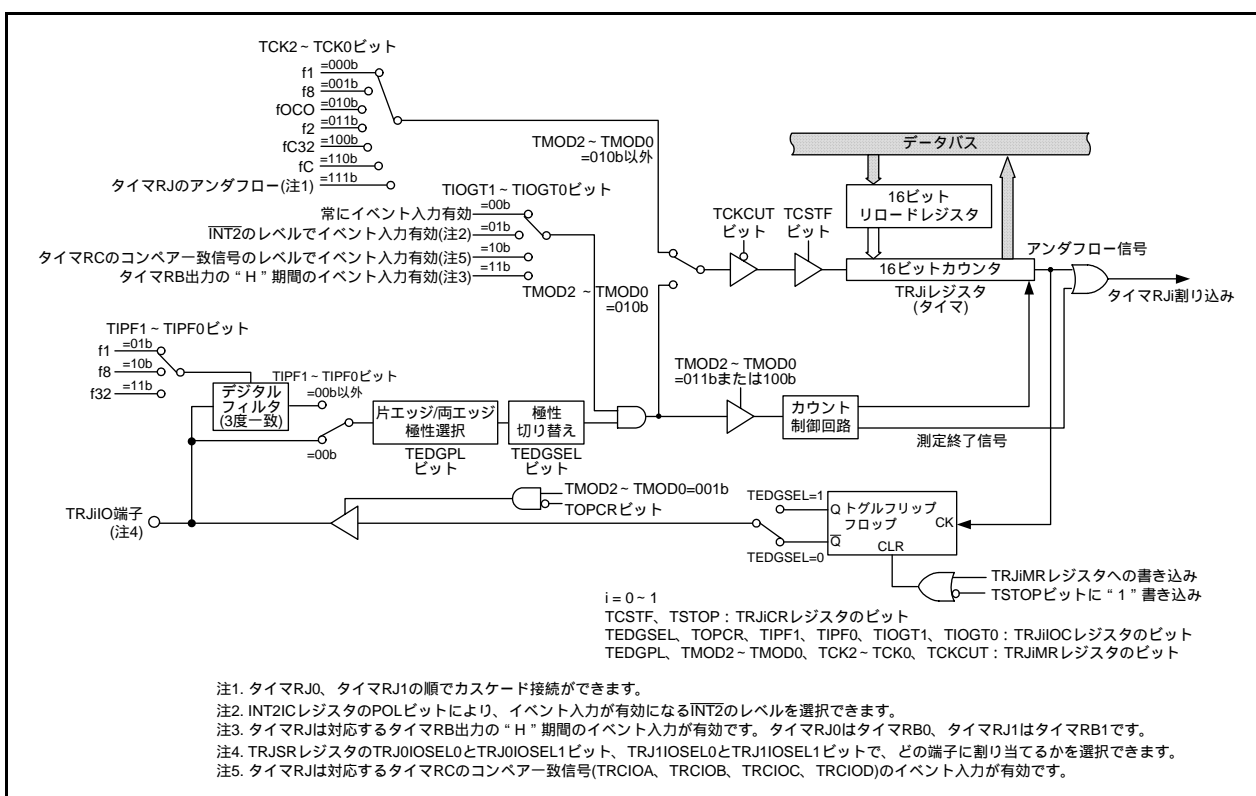 TCK2～TCK0ビット
f1 =000b
f8 =001b
fOCO =010b
f2 =011b
fC32 =100b
fC =110b
タイマRJのアンダフロー(注1) =111b
TIOGT1～TIOGT0ビット
常にイベント入力有効 =00b
INT2のレベルでイベント入力有効(注2) =01b
タイマRCのコンペア一致信号のレベルでイベント入力有効(注5) =10b
タイマRB出力の“H”期間のイベント入力有効(注3) =11b
TMOD2～TMOD0
=010b以外
TMOD2～TMOD0
=010b
TCKCUT
ビット
TCSTF
ビット
データバス
16ビット
リロードレジスタ
16ビットカウンタ
TRJiレジスタ
(タイマ)
アンダフロー信号
タイマRJi割り込み
TIPF1～TIPF0ビット
f1 =01b
f8 =10b
f32 =11b
デジタル
フィルタ
(3度一致)
TIPF1～TIPF0ビット
=00b以外
=00b
片エッジ/両エッジ
極性選択
TEDGPL
ビット
極性
切り替え
TEDGSEL
ビット
TMOD2～TMOD0
=011bまたは100b
カウント
制御回路
測定終了信号
TMOD2～TMOD0=001b
TOPCRビット
TRJiIO端子
(注4)
TEDGSEL=1
TEDGSEL=0
Q トグルフリップ
フロップ
CK
Q
CLR
TRJiMRレジスタへの書き込み
TSTOPビットに“1”書き込み
i = 0～1
TCSTF、TSTOP：TRJiCRレジスタのビット
TEDGSEL、TOPCR、TIPF1、TIPF0、TIOGT1、TIOGT0：TRJiIOCレジスタのビット
TEDGPL、TMOD2～TMOD0、TCK2～TCK0、TCKCUT：TRJiMRレジスタのビット
注1. タイマRJ0、タイマRJ1の順でカスケード接続ができます。
注2. INT2ICレジスタのPOLビットにより、イベント入力が有効になるINT2のレベルを選択できます。
注3. タイマRJは対応するタイマRB出力の“H”期間のイベント入力が有効です。タイマRJ0はタイマRB0、タイマRJ1はタイマRB1です。
注4. TRJSRレジスタのTRJ0IOSEL0とTRJ0IOSEL1ビット、TRJ1IOSEL0とTRJ1IOSEL1ビットで、どの端子に割り当てるかを選択できます。
注5. タイマRJは対応するタイマRCのコンペア一致信号(TRCIOA、TRCIOB、TRCIOC、TRCIOD)のイベント入力が有効です。